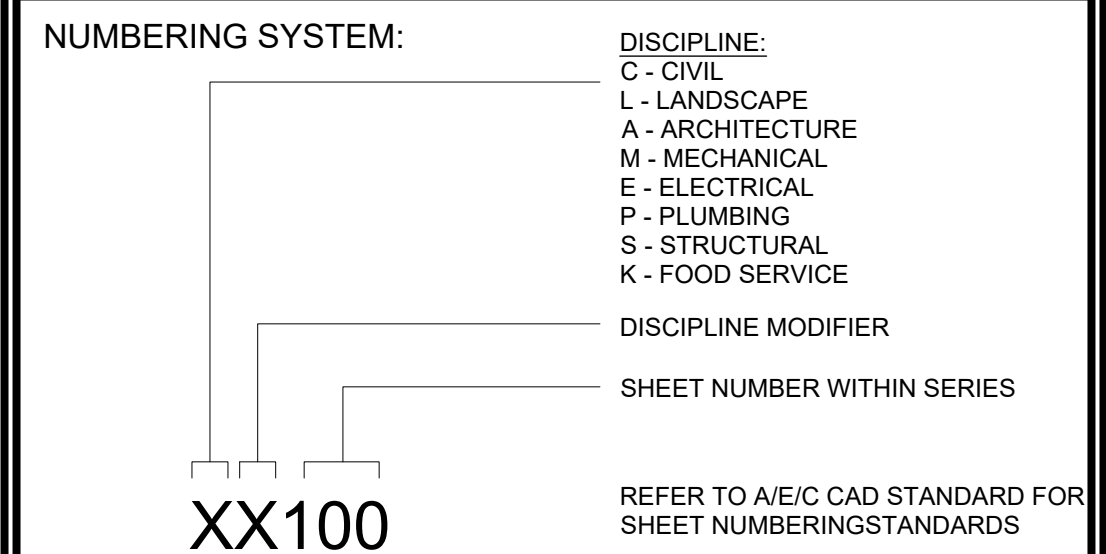 NUMBERING SYSTEM:
DISCIPLINE:
C - CIVIL
L - LANDSCAPE
A - ARCHITECTURE
M - MECHANICAL
E - ELECTRICAL
P - PLUMBING
S - STRUCTURAL
K - FOOD SERVICE
DISCIPLINE MODIFIER
SHEET NUMBER WITHIN SERIES
XX100
REFER TO A/E/C CAD STANDARD FOR
SHEET NUMBERINGSTANDARDS